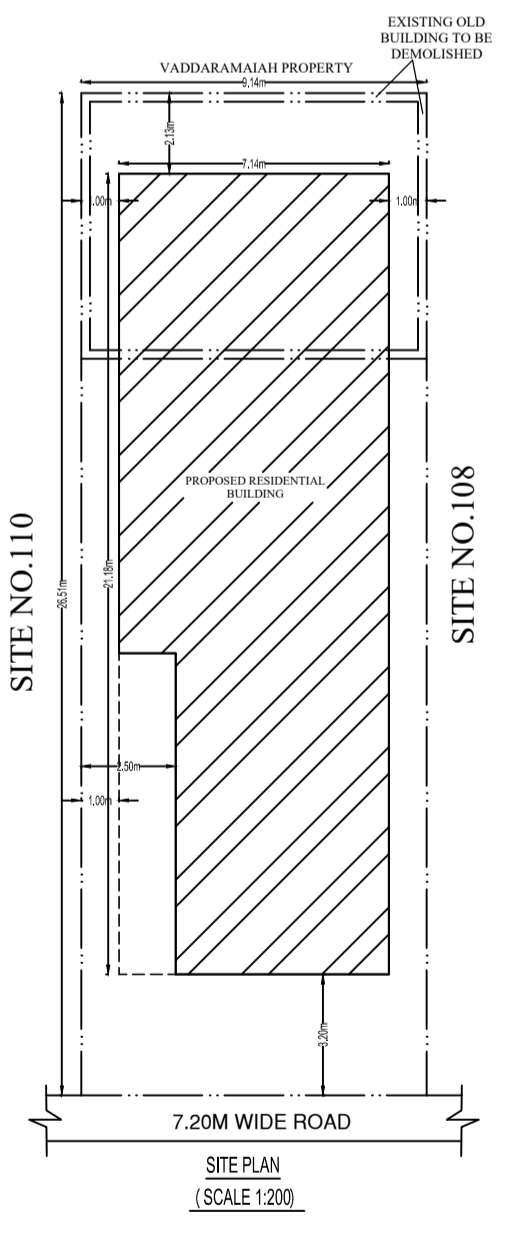 EXISTING OLD
BUILDING TO BE
DEMOLISHED
VADDARAMAIAH PROPERTY
9.14m
2.13m
7.14m
1.00m
1.00m
PROPOSED RESIDENTIAL
BUILDING
SITE NO.110
SITE NO.108
26.51m
21.18m
2.50m
1.00m
3.20m
7.20M WIDE ROAD
SITE PLAN
( SCALE 1:200)